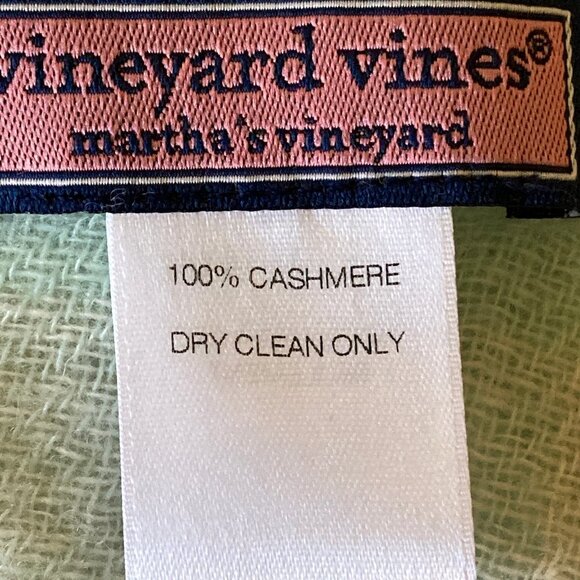 vineyard vines®
martha's vineyard
100% CASHMERE
DRY CLEAN ONLY